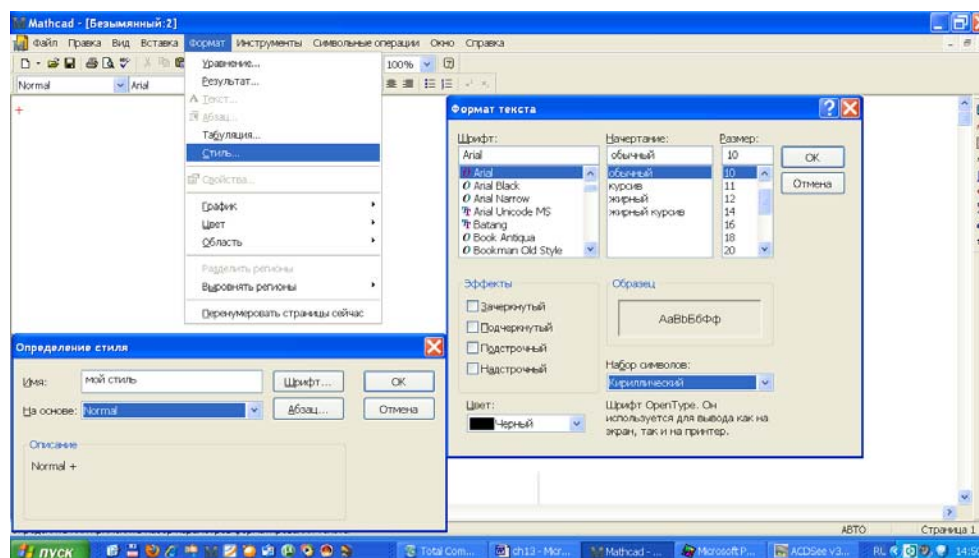 Mathcad - [Безымянный:2]
Файл Правка Вид Вставка Формат Инструменты Символьные операции Окно Справка
100%
Normal Arial
Уравнение...
Результат...
Текст...
Абзац...
Табуляция...
Стиль...
Свойства...
График
Цвет
Область
Разделить регионы
Выровнять регионы
Перенумеровать страницы сейчас
Формат текста
Шрифт: Начертание: Размер:
Arial обычный 10 ОК
Arial обычный 10 Отмена
Arial Black курсив 11
Arial Narrow жирный 12
Arial Unicode MS жирный курсив 14
Batang 16
Book Antiqua 18
Bookman Old Style 20
Эффекты Образец
Зачеркнутый
Подчеркнутый
Подстрочный
Надстрочный
АаВbБбФф
Набор символов:
Кириллический
Цвет:
Черный
Шрифт OpenType. Он
используется для вывода как на
экран, так и на принтер.
Определение стиля
Имя: мой стиль Шрифт... ОК
На основе: Normal Абзац... Отмена
Описание
Normal +
АВТО Страница 1
пуск Total Com... ch13 - Мcr... Mathcad - ... Microsoft P... ACDSee v3... RL